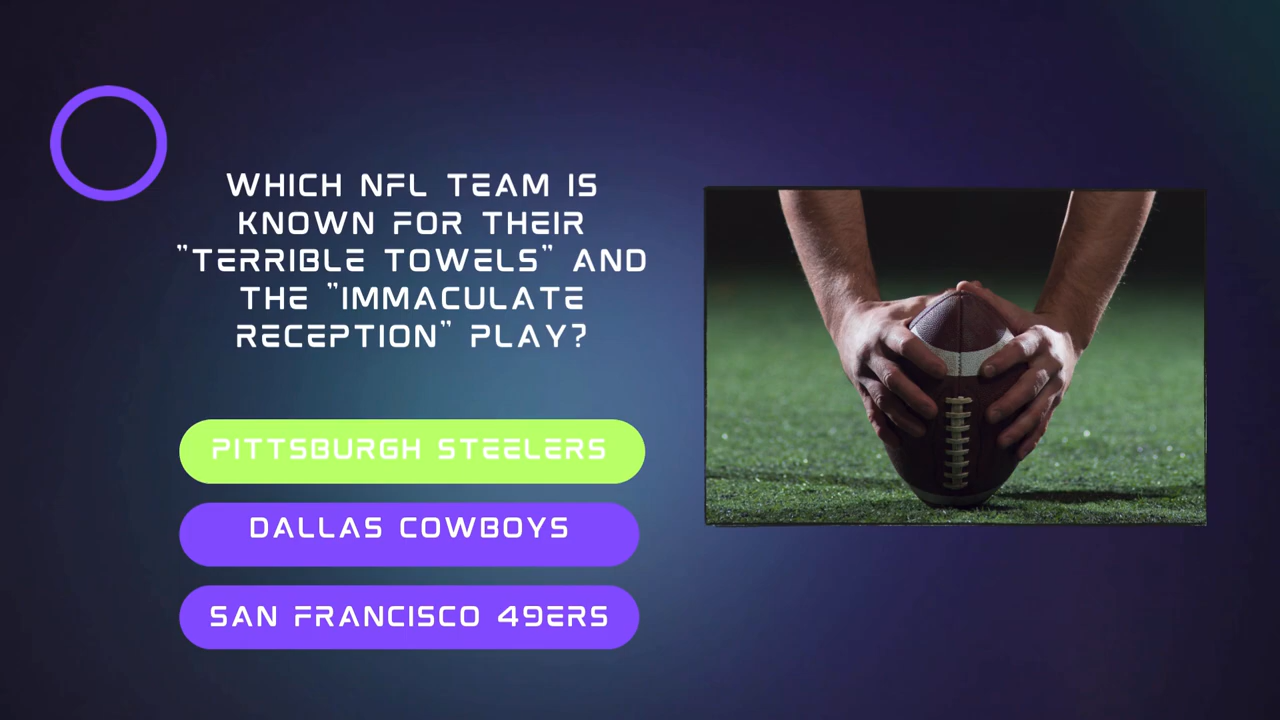 WHICH NFL TEAM IS
KNOWN FOR THEIR
"TERRIBLE TOWELS" AND
THE "IMMACULATE
RECEPTION" PLAY?
PITTSBURGH STEELERS
DALLAS COWBOYS
SAN FRANCISCO 49ERS